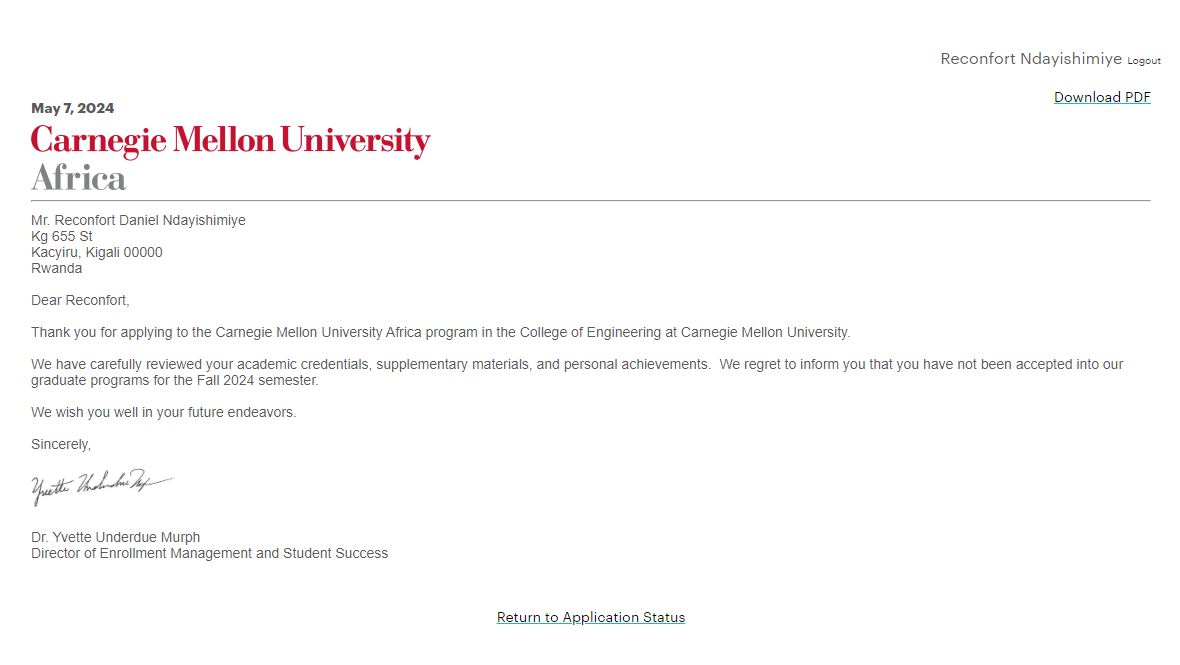 Reconfort Ndayishimiye Logout
Download PDF
May 7, 2024
Carnegie Mellon University
Africa
Mr. Reconfort Daniel Ndayishimiye
Kg 655 St
Kacyiru, Kigali 00000
Rwanda
Dear Reconfort,
Thank you for applying to the Carnegie Mellon University Africa program in the College of Engineering at Carnegie Mellon University.
We have carefully reviewed your academic credentials, supplementary materials, and personal achievements.  We regret to inform you that you have not been accepted into our
graduate programs for the Fall 2024 semester.
We wish you well in your future endeavors.
Sincerely,
Dr. Yvette Underdue Murph
Director of Enrollment Management and Student Success
Return to Application Status